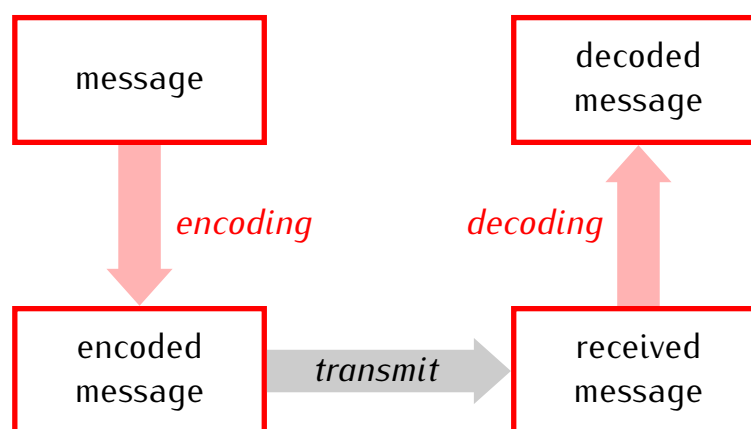 message
decoded
message
encoding
decoding
encoded
message
transmit
received
message